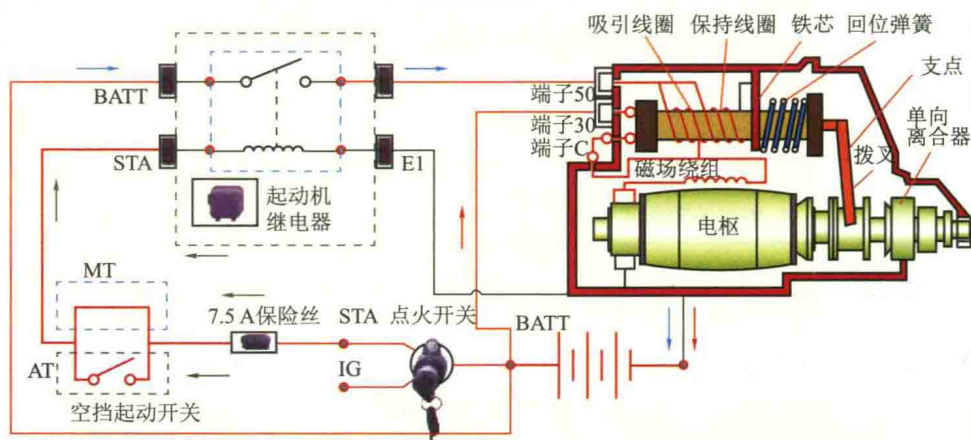 吸引线圈 保持线圈 铁芯 回位弹簧
支点
BATT
端子50
单向
离合器
端子30
端子C
STA
E1
磁场绕组
拨叉
起动机
继电器
电枢
MT
7.5 A保险丝 STA 点火开关 BATT
AT
IG
空挡起动开关